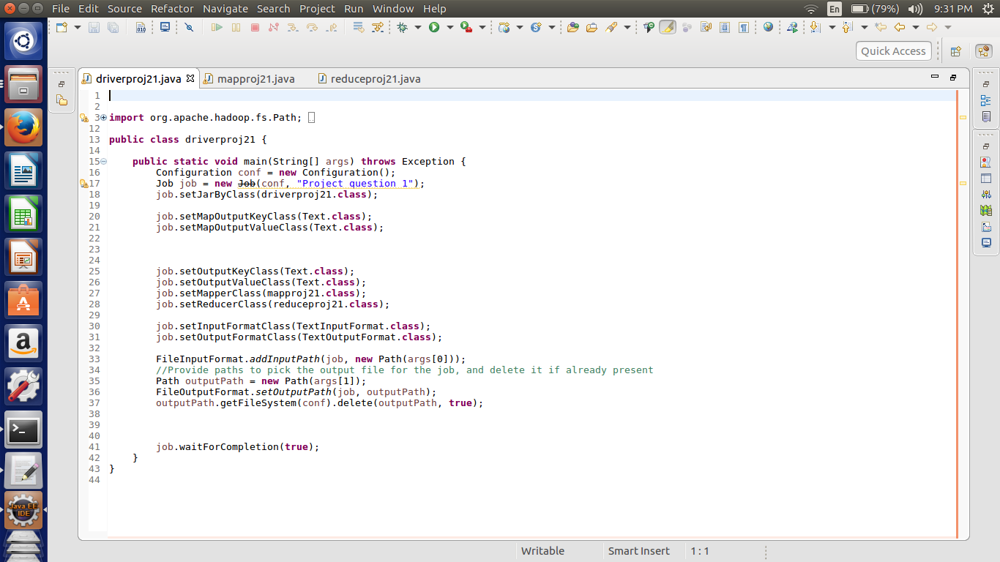 File Edit Source Refactor Navigate Search Project Run Window Help En (79%) 9:31 PM
010
Quick Access
driverproj21.java mapproj21.java reduceproj21.java
1
2
3 import org.apache.hadoop.fs.Path;
12
13 public class driverproj21 {
14
15 public static void main(String[] args) throws Exception {
16 Configuration conf = new Configuration();
17 Job job = new Job(conf, "Project question 1");
18 job.setJarByClass(driverproj21.class);
19
20 job.setMapOutputKeyClass(Text.class);
21 job.setMapOutputValueClass(Text.class);
22
23
24
25 job.setOutputKeyClass(Text.class);
26 job.setOutputValueClass(Text.class);
27 job.setMapperClass(mapproj21.class);
28 job.setReducerClass(reduceproj21.class);
29
30 job.setInputFormatClass(TextInputFormat.class);
31 job.setOutputFormatClass(TextOutputFormat.class);
32
33 FileInputFormat.addInputPath(job, new Path(args[0]));
34 //Provide paths to pick the output file for the job, and delete it if already present
35 Path outputPath = new Path(args[1]);
36 FileOutputFormat.setOutputPath(job, outputPath);
37 outputPath.getFileSystem(conf).delete(outputPath, true);
38
39
40
41 job.waitForCompletion(true);
42 }
43 }
44
Java EE
IDE
Writable Smart Insert 1 : 1